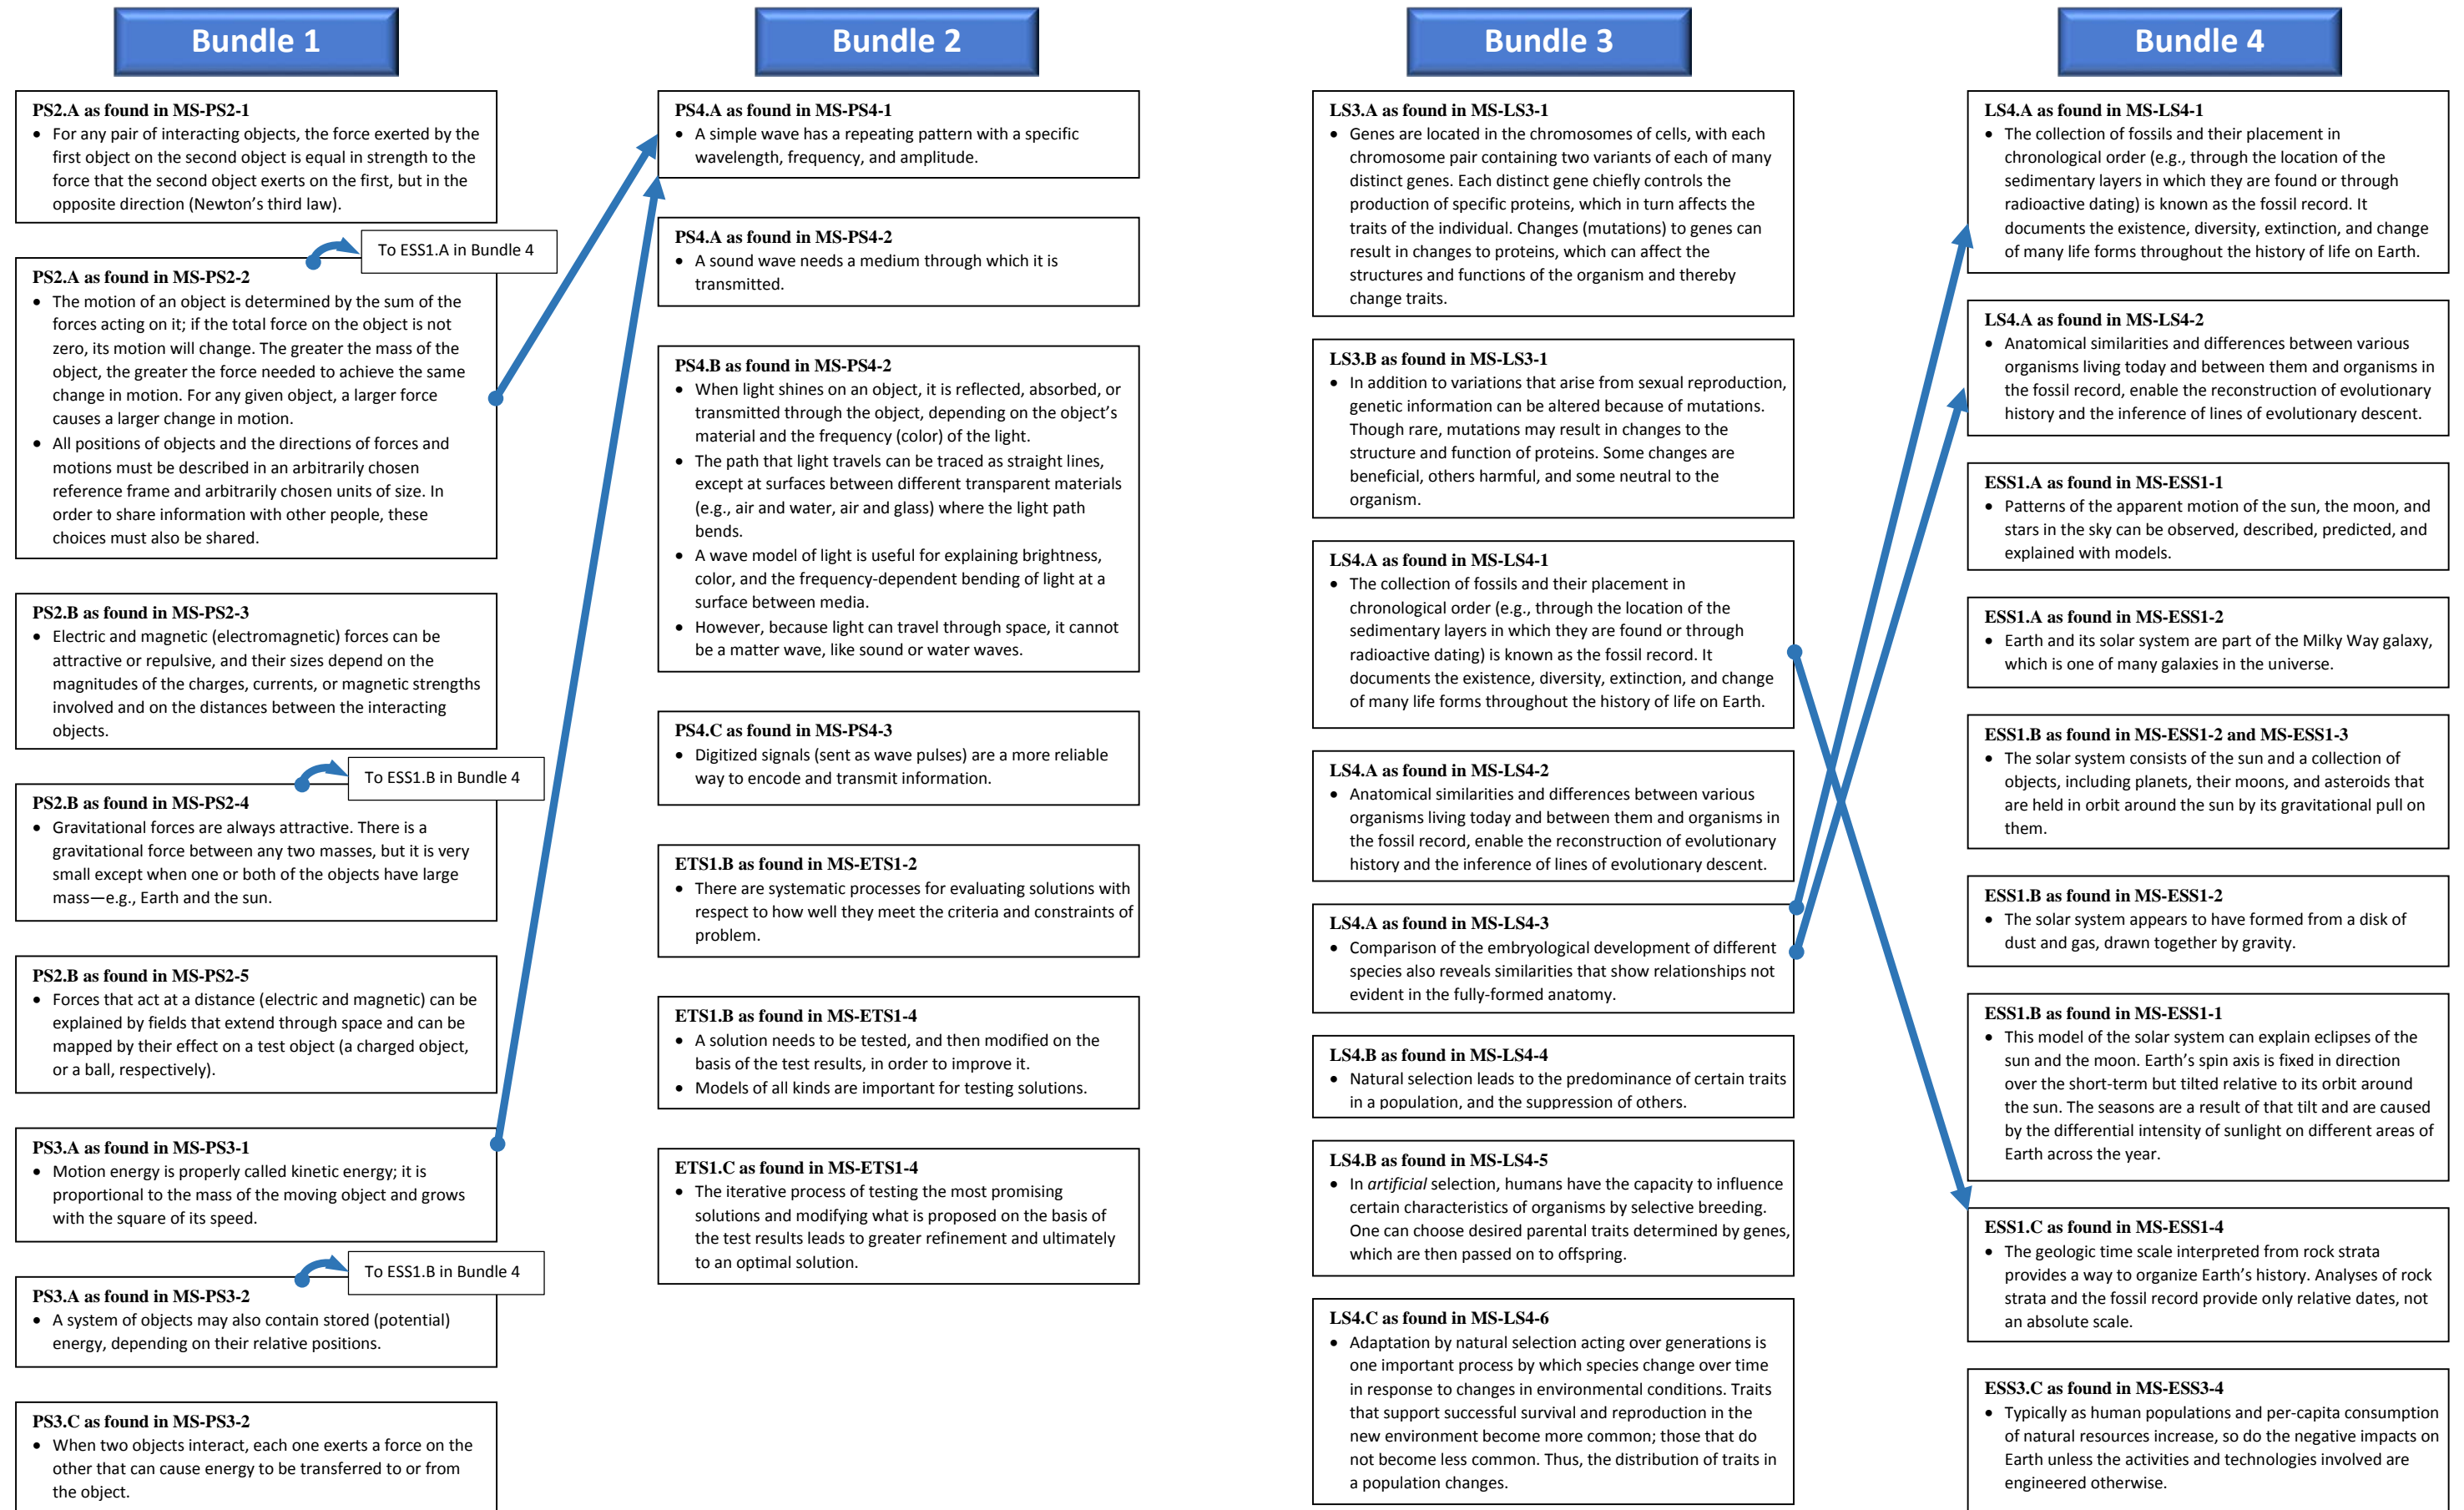 Bundle 1
PS2.A as found in MS-PS2-1
• For any pair of interacting objects, the force exerted by the
first object on the second object is equal in strength to the
force that the second object exerts on the first, but in the
opposite direction (Newton’s third law).
To ESS1.A in Bundle 4
PS2.A as found in MS-PS2-2
• The motion of an object is determined by the sum of the
forces acting on it; if the total force on the object is not
zero, its motion will change. The greater the mass of the
object, the greater the force needed to achieve the same
change in motion. For any given object, a larger force
causes a larger change in motion.
• All positions of objects and the directions of forces and
motions must be described in an arbitrarily chosen
reference frame and arbitrarily chosen units of size. In
order to share information with other people, these
choices must also be shared.
PS2.B as found in MS-PS2-3
• Electric and magnetic (electromagnetic) forces can be
attractive or repulsive, and their sizes depend on the
magnitudes of the charges, currents, or magnetic strengths
involved and on the distances between the interacting
objects.
To ESS1.B in Bundle 4
PS2.B as found in MS-PS2-4
• Gravitational forces are always attractive. There is a
gravitational force between any two masses, but it is very
small except when one or both of the objects have large
mass—e.g., Earth and the sun.
PS2.B as found in MS-PS2-5
• Forces that act at a distance (electric and magnetic) can be
explained by fields that extend through space and can be
mapped by their effect on a test object (a charged object,
or a ball, respectively).
PS3.A as found in MS-PS3-1
• Motion energy is properly called kinetic energy; it is
proportional to the mass of the moving object and grows
with the square of its speed.
To ESS1.B in Bundle 4
PS3.A as found in MS-PS3-2
• A system of objects may also contain stored (potential)
energy, depending on their relative positions.
PS3.C as found in MS-PS3-2
• When two objects interact, each one exerts a force on the
other that can cause energy to be transferred to or from
the object.
Bundle 2
PS4.A as found in MS-PS4-1
• A simple wave has a repeating pattern with a specific
wavelength, frequency, and amplitude.
PS4.A as found in MS-PS4-2
• A sound wave needs a medium through which it is
transmitted.
PS4.B as found in MS-PS4-2
• When light shines on an object, it is reflected, absorbed, or
transmitted through the object, depending on the object’s
material and the frequency (color) of the light.
• The path that light travels can be traced as straight lines,
except at surfaces between different transparent materials
(e.g., air and water, air and glass) where the light path
bends.
• A wave model of light is useful for explaining brightness,
color, and the frequency-dependent bending of light at a
surface between media.
• However, because light can travel through space, it cannot
be a matter wave, like sound or water waves.
PS4.C as found in MS-PS4-3
• Digitized signals (sent as wave pulses) are a more reliable
way to encode and transmit information.
ETS1.B as found in MS-ETS1-2
• There are systematic processes for evaluating solutions with
respect to how well they meet the criteria and constraints of
problem.
ETS1.B as found in MS-ETS1-4
• A solution needs to be tested, and then modified on the
basis of the test results, in order to improve it.
• Models of all kinds are important for testing solutions.
ETS1.C as found in MS-ETS1-4
• The iterative process of testing the most promising
solutions and modifying what is proposed on the basis of
the test results leads to greater refinement and ultimately
to an optimal solution.
Bundle 3
LS3.A as found in MS-LS3-1
• Genes are located in the chromosomes of cells, with each
chromosome pair containing two variants of each of many
distinct genes. Each distinct gene chiefly controls the
production of specific proteins, which in turn affects the
traits of the individual. Changes (mutations) to genes can
result in changes to proteins, which can affect the
structures and functions of the organism and thereby
change traits.
LS3.B as found in MS-LS3-1
• In addition to variations that arise from sexual reproduction,
genetic information can be altered because of mutations.
Though rare, mutations may result in changes to the
structure and function of proteins. Some changes are
beneficial, others harmful, and some neutral to the
organism.
LS4.A as found in MS-LS4-1
• The collection of fossils and their placement in
chronological order (e.g., through the location of the
sedimentary layers in which they are found or through
radioactive dating) is known as the fossil record. It
documents the existence, diversity, extinction, and change
of many life forms throughout the history of life on Earth.
LS4.A as found in MS-LS4-2
• Anatomical similarities and differences between various
organisms living today and between them and organisms in
the fossil record, enable the reconstruction of evolutionary
history and the inference of lines of evolutionary descent.
LS4.A as found in MS-LS4-3
• Comparison of the embryological development of different
species also reveals similarities that show relationships not
evident in the fully-formed anatomy.
LS4.B as found in MS-LS4-4
• Natural selection leads to the predominance of certain traits
in a population, and the suppression of others.
LS4.B as found in MS-LS4-5
• In artificial selection, humans have the capacity to influence
certain characteristics of organisms by selective breeding.
One can choose desired parental traits determined by genes,
which are then passed on to offspring.
LS4.C as found in MS-LS4-6
• Adaptation by natural selection acting over generations is
one important process by which species change over time
in response to changes in environmental conditions. Traits
that support successful survival and reproduction in the
new environment become more common; those that do
not become less common. Thus, the distribution of traits in
a population changes.
Bundle 4
LS4.A as found in MS-LS4-1
• The collection of fossils and their placement in
chronological order (e.g., through the location of the
sedimentary layers in which they are found or through
radioactive dating) is known as the fossil record. It
documents the existence, diversity, extinction, and change
of many life forms throughout the history of life on Earth.
LS4.A as found in MS-LS4-2
• Anatomical similarities and differences between various
organisms living today and between them and organisms in
the fossil record, enable the reconstruction of evolutionary
history and the inference of lines of evolutionary descent.
ESS1.A as found in MS-ESS1-1
• Patterns of the apparent motion of the sun, the moon, and
stars in the sky can be observed, described, predicted, and
explained with models.
ESS1.A as found in MS-ESS1-2
• Earth and its solar system are part of the Milky Way galaxy,
which is one of many galaxies in the universe.
ESS1.B as found in MS-ESS1-2 and MS-ESS1-3
• The solar system consists of the sun and a collection of
objects, including planets, their moons, and asteroids that
are held in orbit around the sun by its gravitational pull on
them.
ESS1.B as found in MS-ESS1-2
• The solar system appears to have formed from a disk of
dust and gas, drawn together by gravity.
ESS1.B as found in MS-ESS1-1
• This model of the solar system can explain eclipses of the
sun and the moon. Earth’s spin axis is fixed in direction
over the short-term but tilted relative to its orbit around
the sun. The seasons are a result of that tilt and are caused
by the differential intensity of sunlight on different areas of
Earth across the year.
ESS1.C as found in MS-ESS1-4
• The geologic time scale interpreted from rock strata
provides a way to organize Earth’s history. Analyses of rock
strata and the fossil record provide only relative dates, not
an absolute scale.
ESS3.C as found in MS-ESS3-4
• Typically as human populations and per-capita consumption
of natural resources increase, so do the negative impacts on
Earth unless the activities and technologies involved are
engineered otherwise.